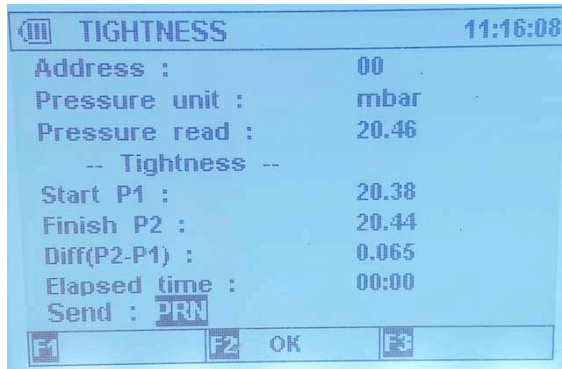 TIGHTNESS 11:16:08
Address : 00
Pressure unit : mbar
Pressure read : 20.46
-- Tightness --
Start P1 : 20.38
Finish P2 : 20.44
Diff(P2-P1) : 0.065
Elapsed time : 00:00
Send : PRN
F1 F2 OK F3